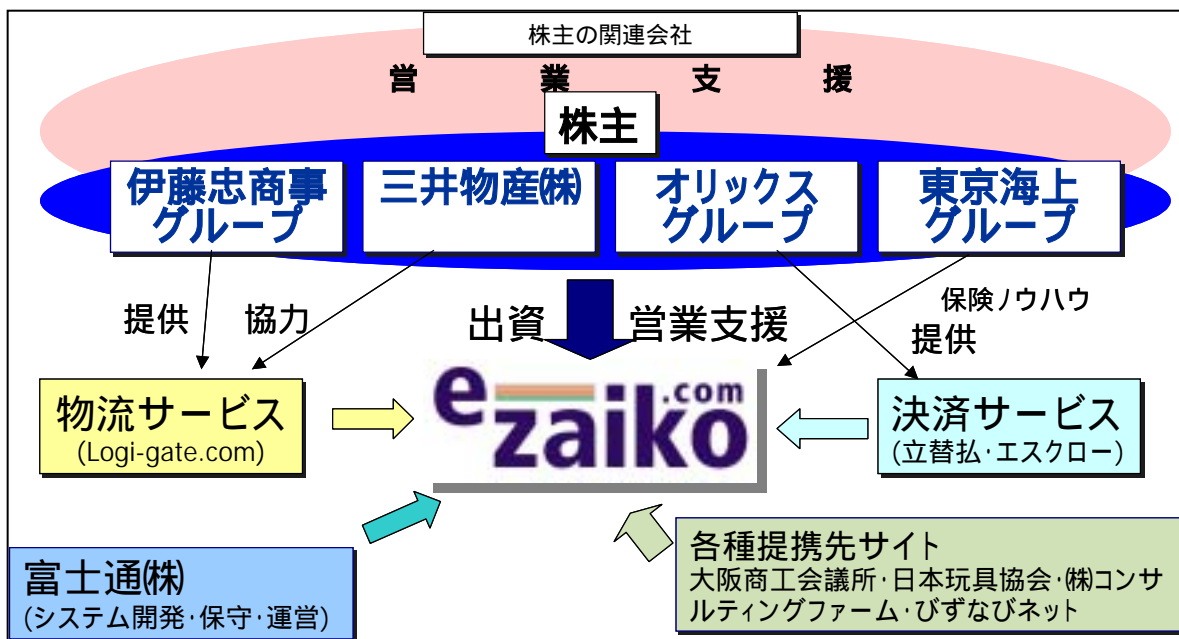 株主の関連会社
営業支援
株主
伊藤忠商事
グループ
三井物産㈱
オリックス
グループ
東京海上
グループ
提供
協力
出資
営業支援
保険ノウハウ
提供
物流サービス
(Logi-gate.com)
ezaiko.com
決済サービス
(立替払･エスクロー)
富士通㈱
(システム開発･保守･運営)
各種提携先サイト
大阪商工会議所･日本玩具協会･㈱コンサ
ルティングファーム･びずなびネット